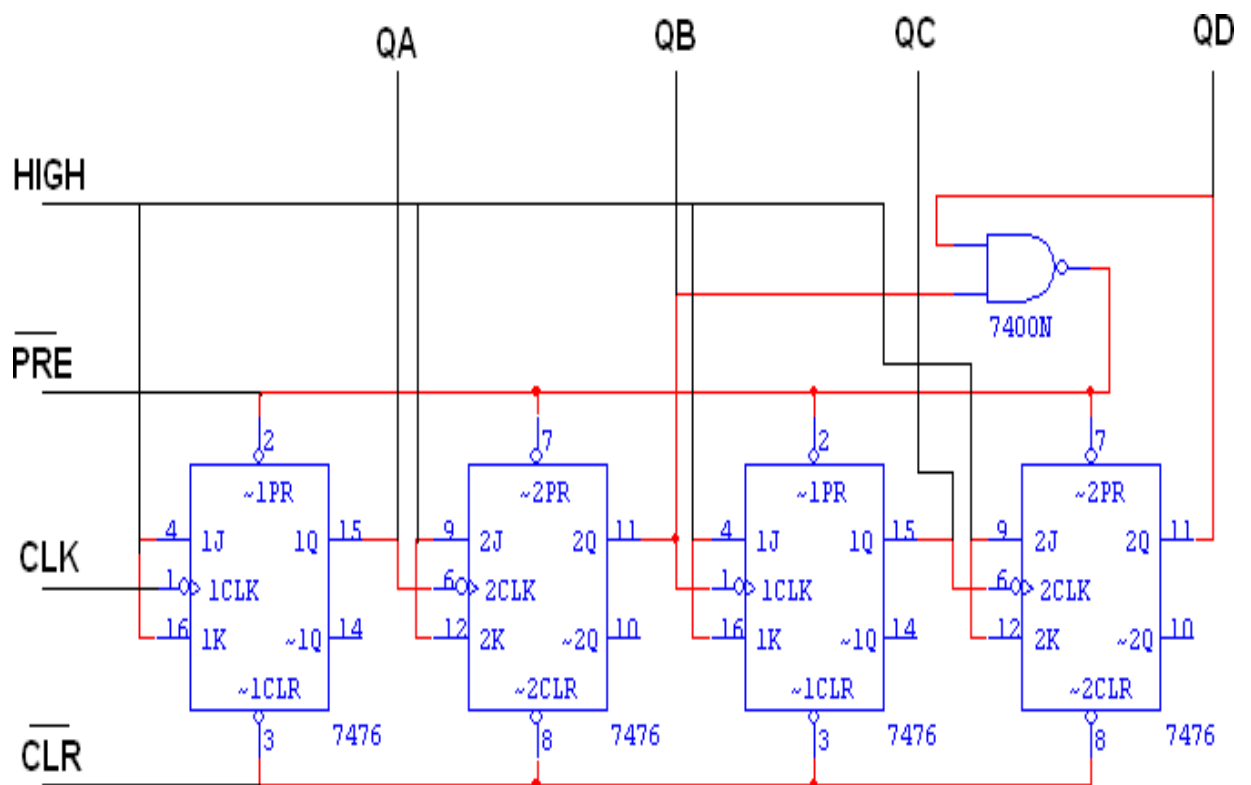 QA QB QC QD
HIGH
7400N
PRE
2 7 2 7
~1PR ~2PR ~1PR ~2PR
4 1J 1Q 15 9 2J 2Q 11 4 1J 1Q 15 9 2J 2Q 11
CLK 1 1CLK 6 2CLK 1 1CLK 6 2CLK
16 1K ~1Q 14 12 2K ~2Q 10 16 1K ~1Q 14 12 2K ~2Q 10
~1CLR ~2CLR ~1CLR ~2CLR
3 7476 8 7476 3 7476 8 7476
CLR